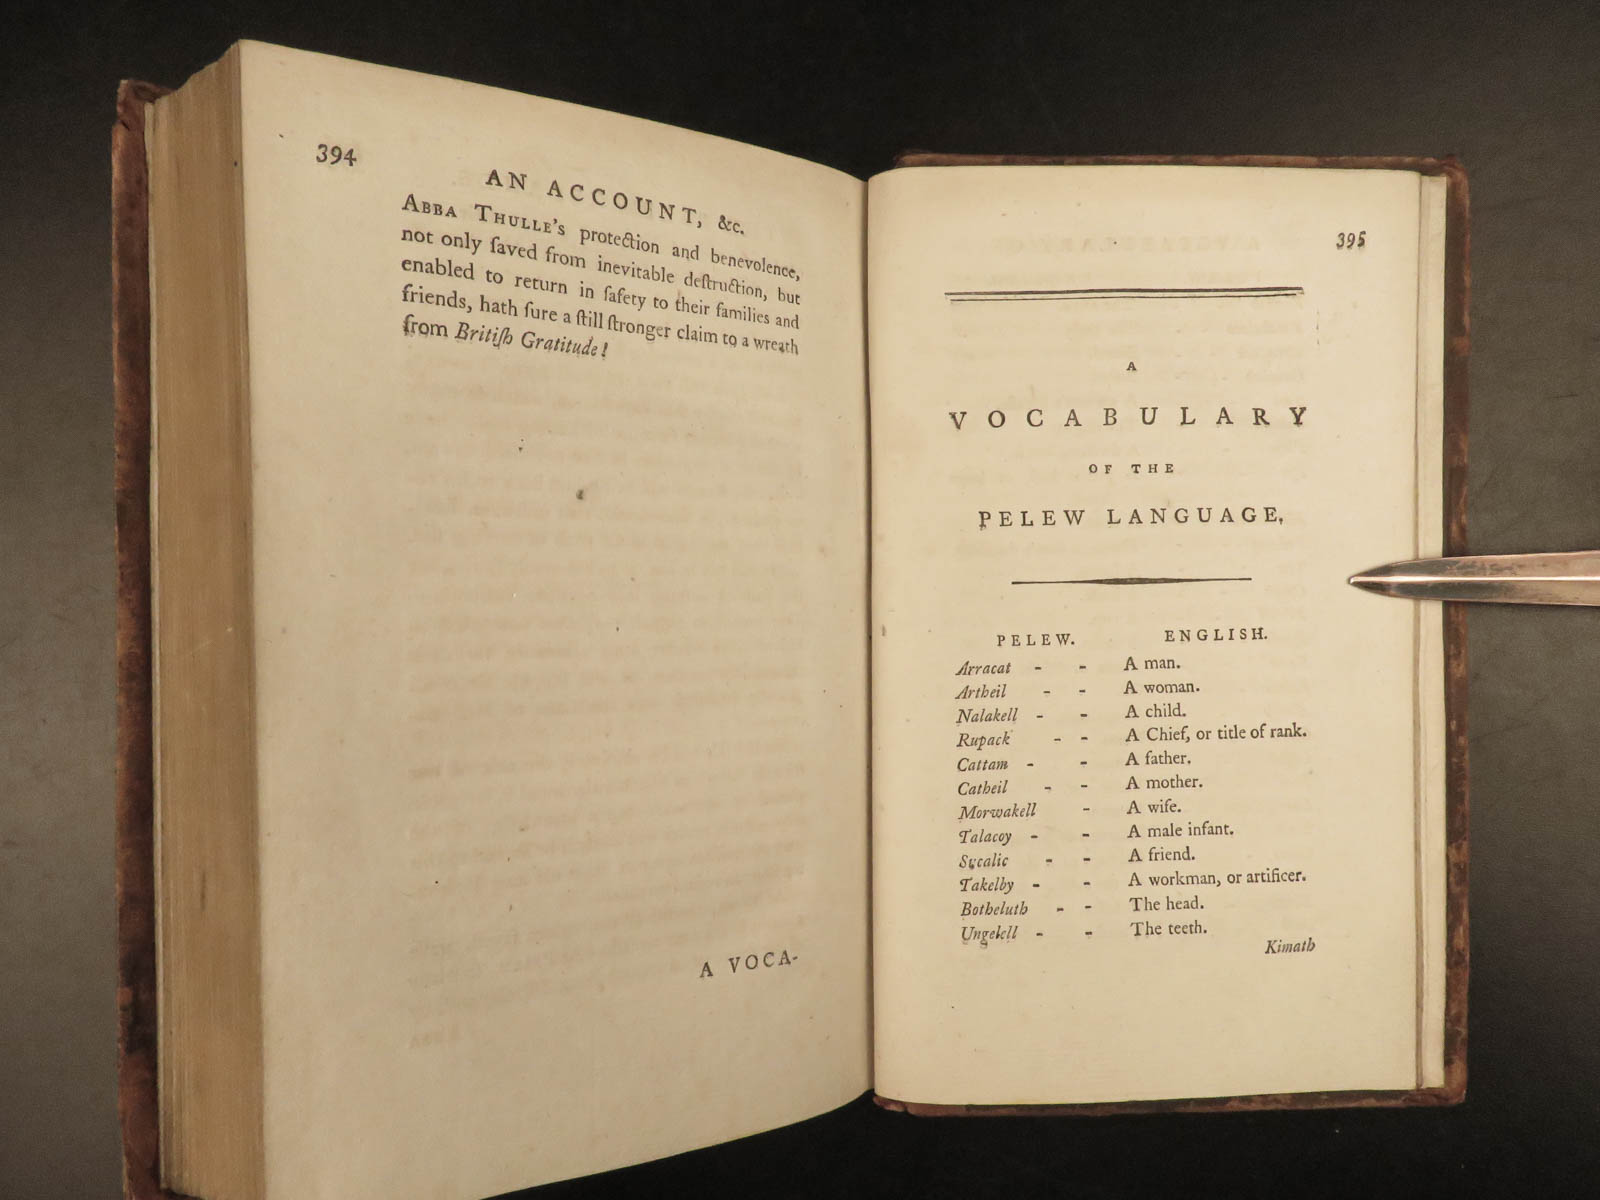 394
AN ACCOUNT, &c.
ABBA THULLE's protection and benevolence,
not only ſaved from inevitable deſtruction, but
enabled to return in ſafety to their families and
friends, hath ſure a ſtill ſtronger claim to a wreath
from Britiſh Gratitude!
A VOCA-
395
A
VOCABULARY
OF THE
PELEW LANGUAGE,
PELEW. ENGLISH.
Arracat - - A man.
Artheil - - A woman.
Nalakell - - A child.
Rupack - - A Chief, or title of rank.
Cattam - - A father.
Catheil - - A mother.
Morwakell - A wife.
Talacoy - - A male infant.
Sucalic - - A friend.
Takelby - - A workman, or artificer.
Botheluth - - The head.
Ungelell - - The teeth.
Kimath